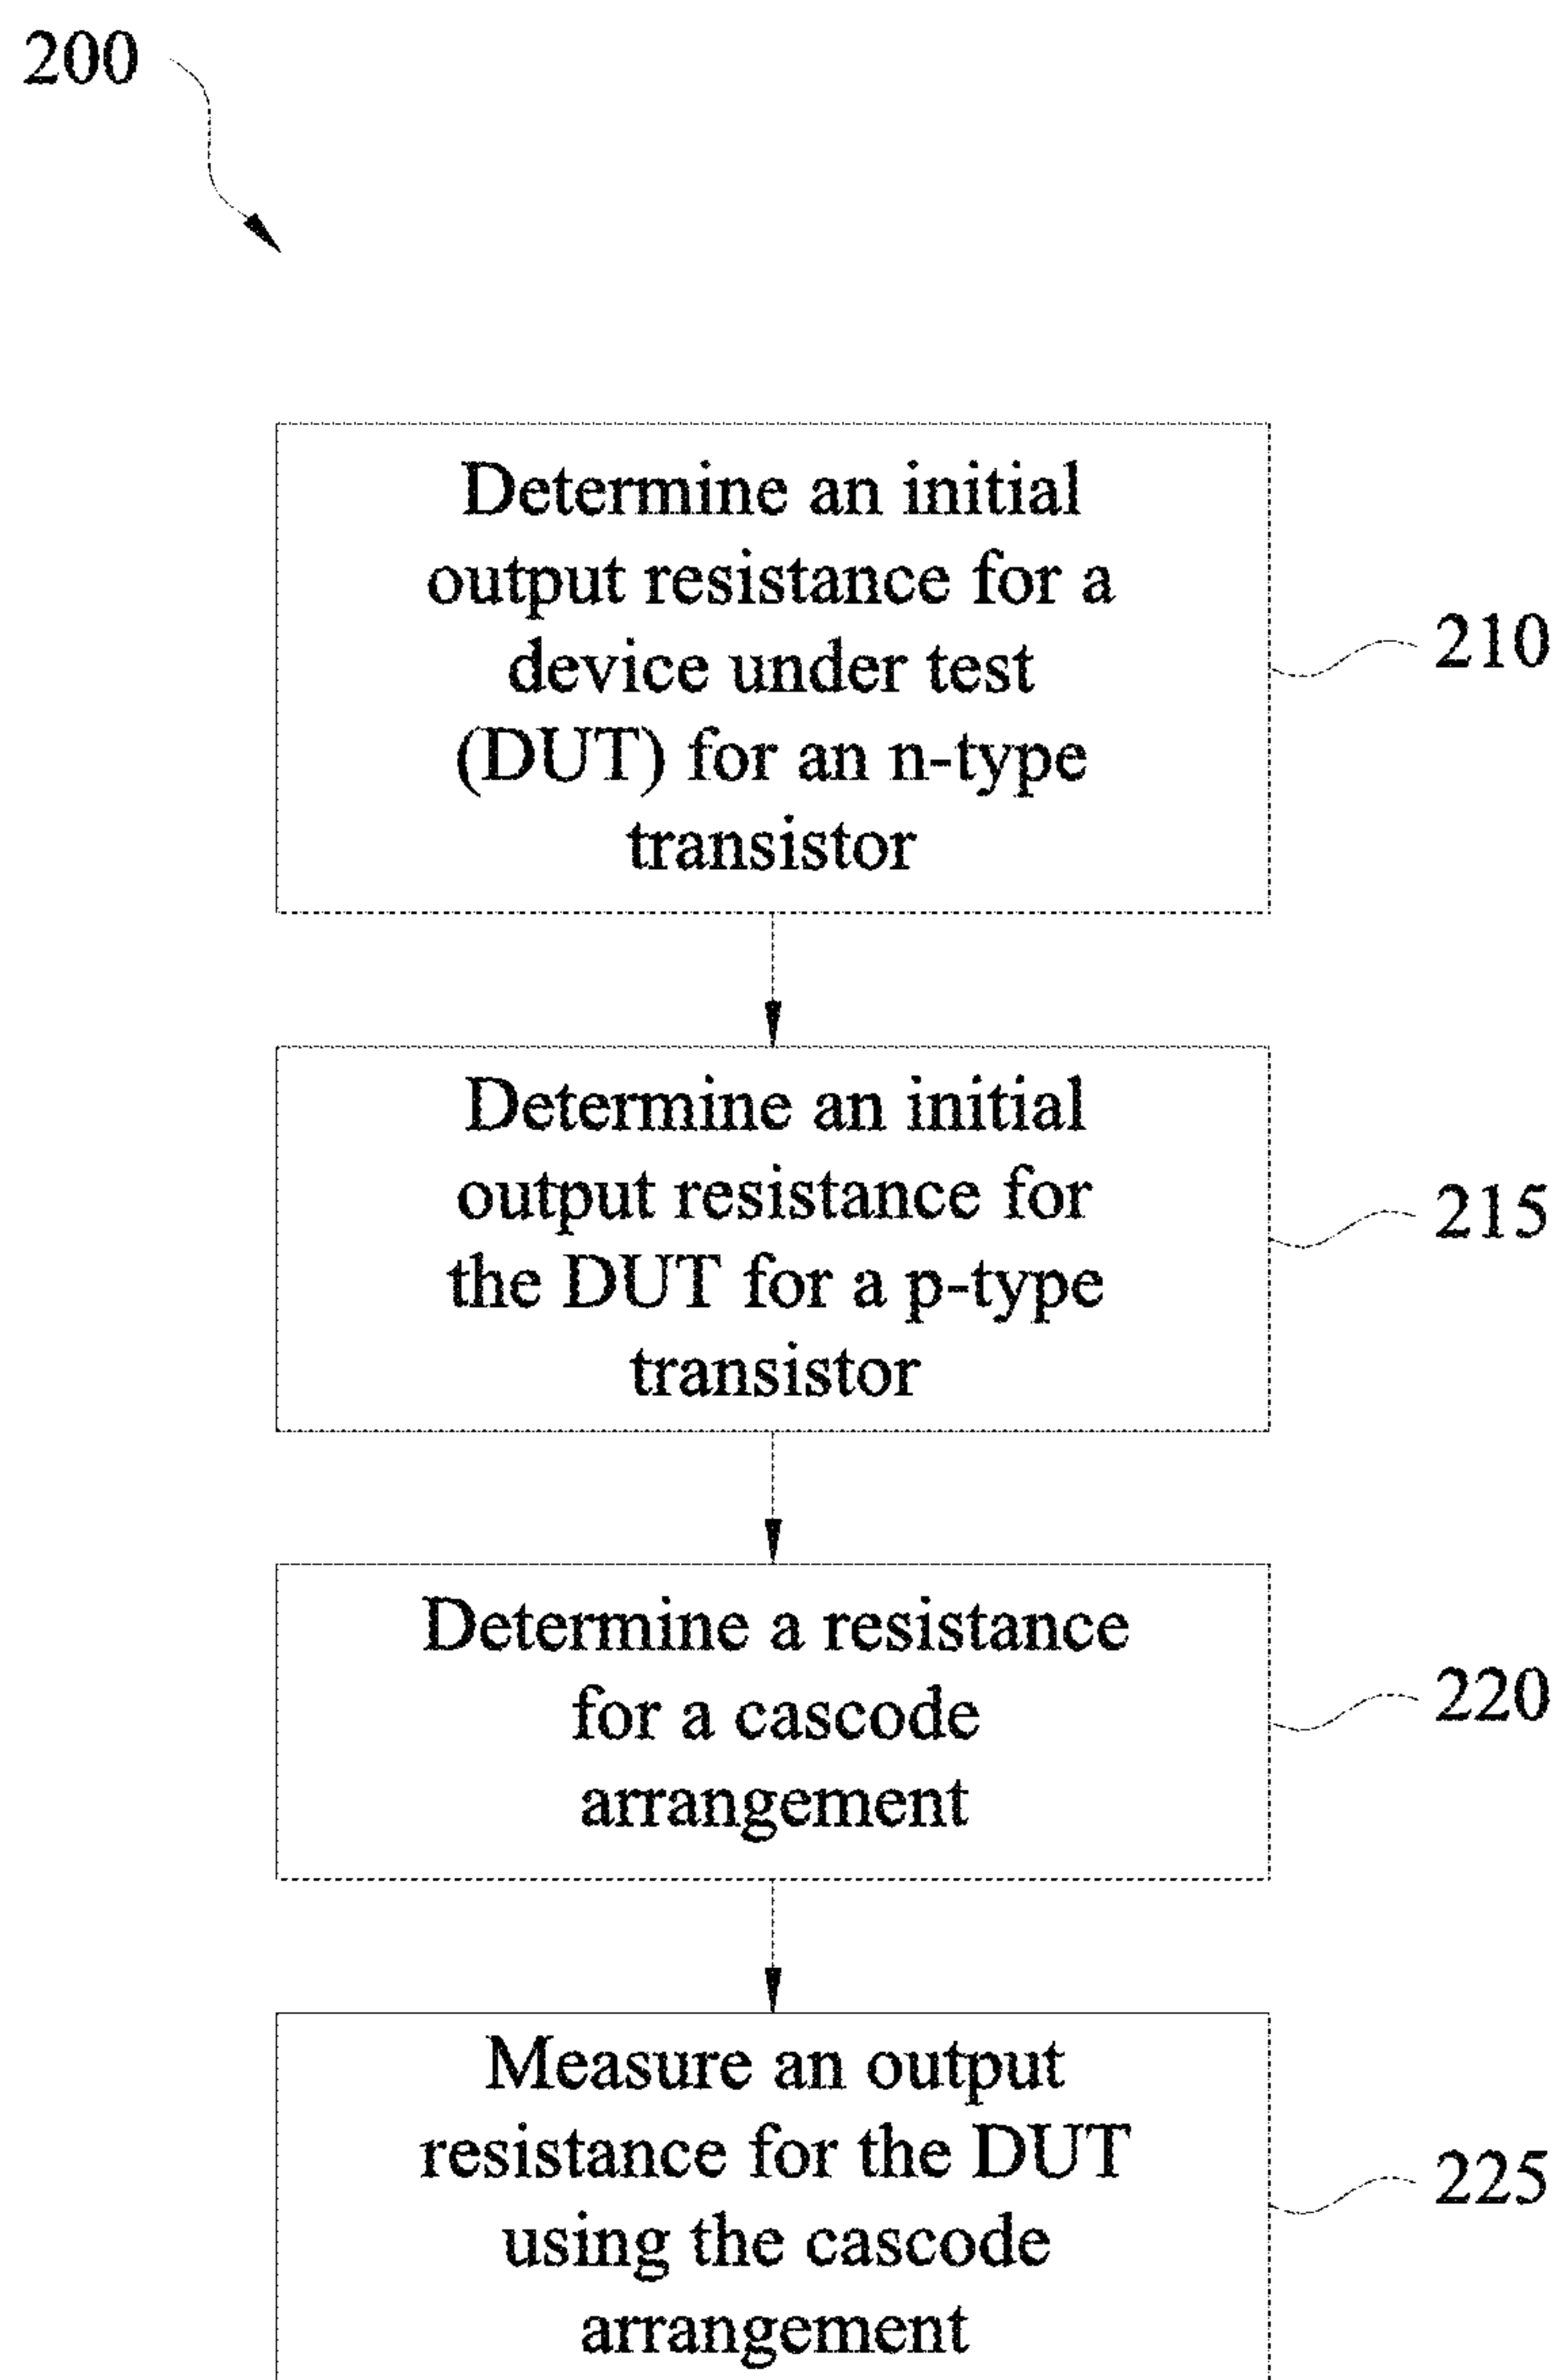 200
Determine an initial
output resistance for a
device under test
(DUT) for an n-type
transistor
210
Determine an initial
output resistance for
the DUT for a p-type
transistor
215
Determine a resistance
for a cascode
arrangement
220
Measure an output
resistance for the DUT
using the cascode
arrangement
225